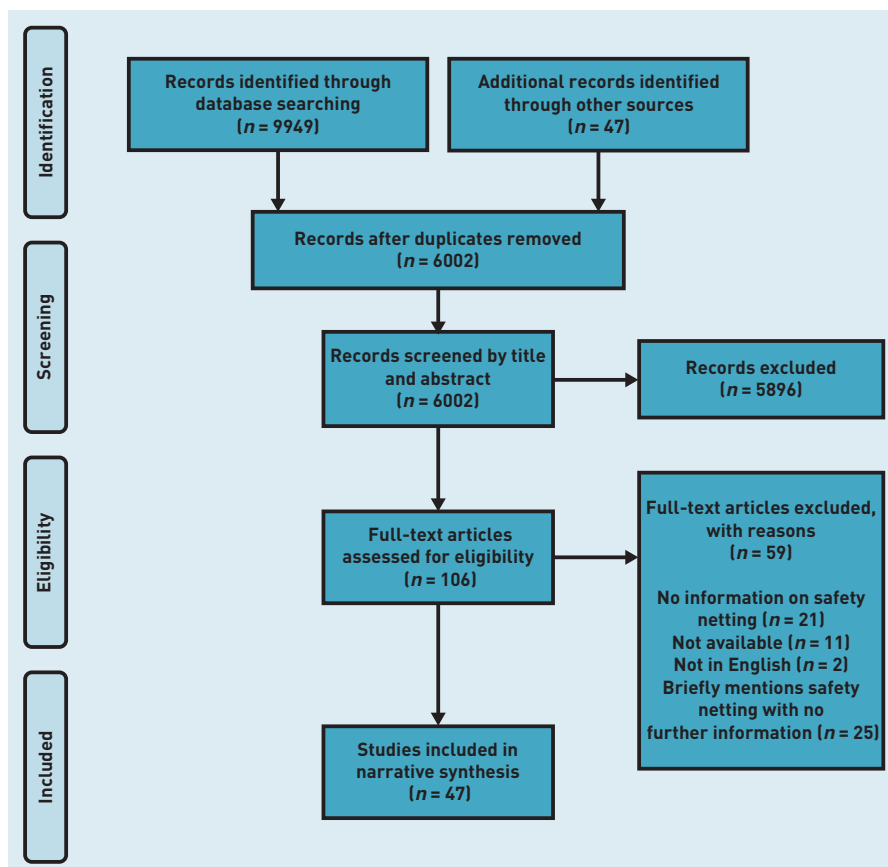 Identification
Records identified through
database searching
(n = 9949)
Additional records identified
through other sources
(n = 47)
Records after duplicates removed
(n = 6002)
Screening
Records screened by title
and abstract
(n = 6002)
Records excluded
(n = 5896)
Eligibility
Full-text articles
assessed for eligibility
(n = 106)
Full-text articles excluded,
with reasons
(n = 59)
No information on safety
netting (n = 21)
Not available (n = 11)
Not in English (n = 2)
Briefly mentions safety
netting with no
further information (n = 25)
Included
Studies included in
narrative synthesis
(n = 47)